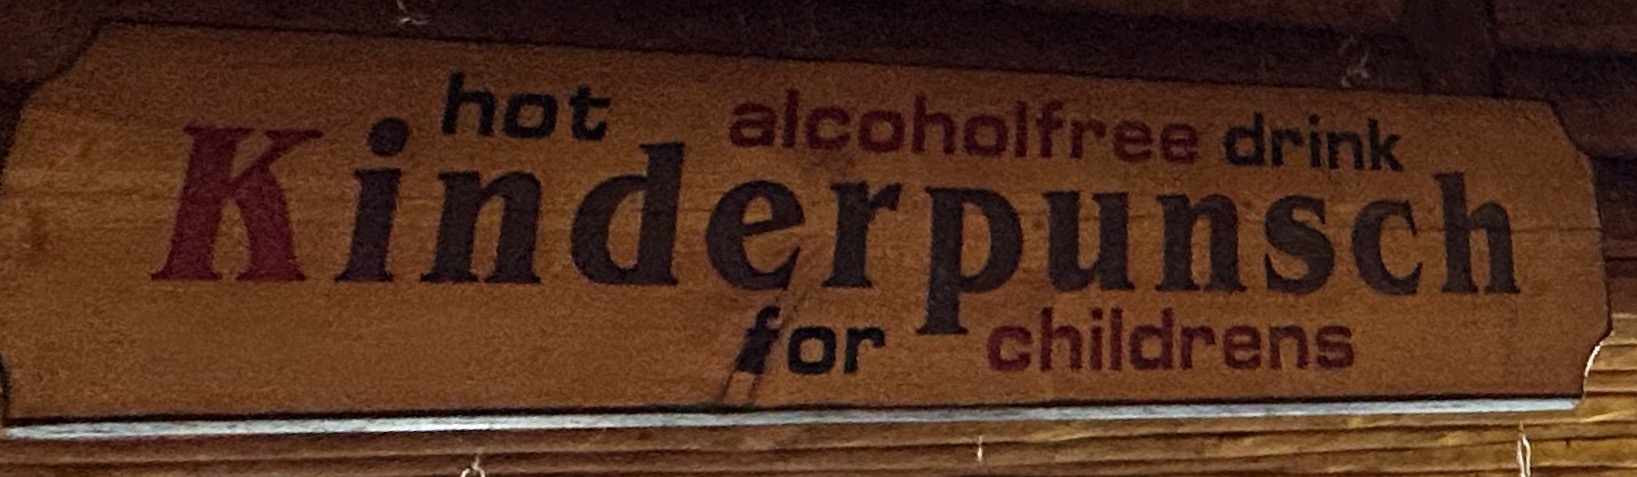 hot alcoholfree drink
Kinderpunsch
for childrens